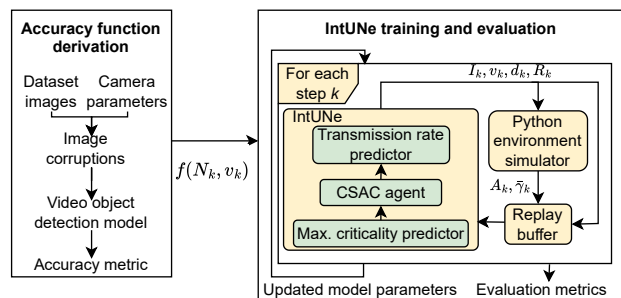 Accuracy function
derivation
Dataset
images
Camera
parameters
Image
corruptions
Video object
detection model
Accuracy metric
f(N_k, v_k)
IntUNe training and evaluation
For each
step k
I_k, v_k, d_k, R_k
IntUNe
Transmission rate
predictor
CSAC agent
Max. criticality predictor
Python
environment
simulator
A_k, γ̄_k
Replay
buffer
Updated model parameters
Evaluation metrics